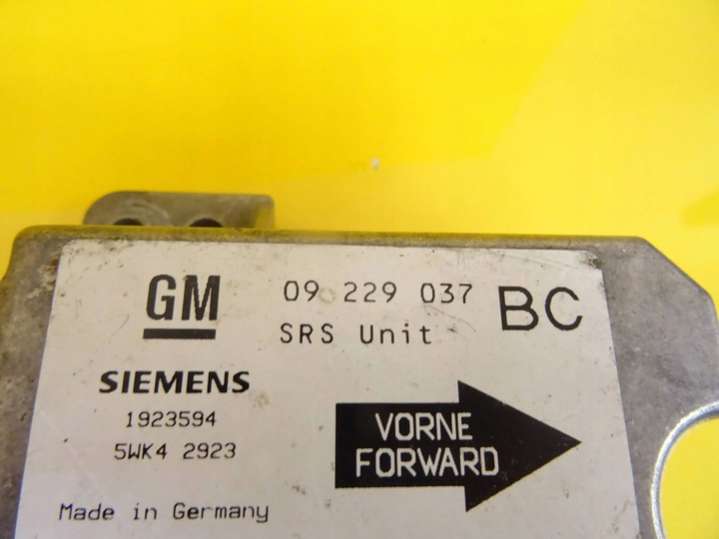 GM 09 229 037 BC
SRS Unit
SIEMENS
1923594
5WK4 2923
VORNE
FORWARD
Made in Germany